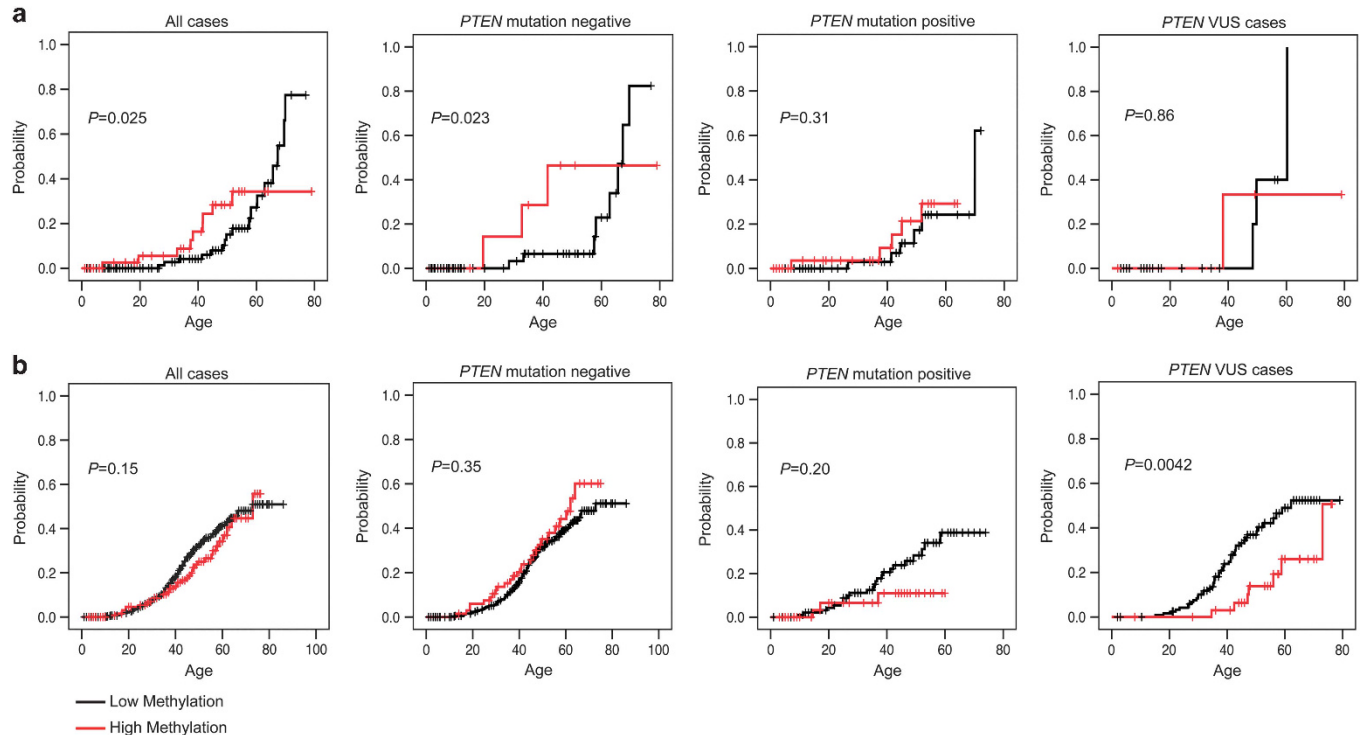 a
All cases
PTEN mutation negative
PTEN mutation positive
PTEN VUS cases
1.0
0.8
0.6
0.4
0.2
0.0
Probability
P=0.025
0 20 40 60 80
Age
1.0
0.8
0.6
0.4
0.2
0.0
Probability
P=0.023
0 20 40 60 80
Age
1.0
0.8
0.6
0.4
0.2
0.0
Probability
P=0.31
0 20 40 60 80
Age
1.0
0.8
0.6
0.4
0.2
0.0
Probability
P=0.86
0 20 40 60 80
Age
b
All cases
PTEN mutation negative
PTEN mutation positive
PTEN VUS cases
1.0
0.8
0.6
0.4
0.2
0.0
Probability
P=0.15
0 20 40 60 80 100
Age
1.0
0.8
0.6
0.4
0.2
0.0
Probability
P=0.35
0 20 40 60 80 100
Age
1.0
0.8
0.6
0.4
0.2
0.0
Probability
P=0.20
0 20 40 60 80
Age
1.0
0.8
0.6
0.4
0.2
0.0
Probability
P=0.0042
0 20 40 60 80
Age
Low Methylation
High Methylation